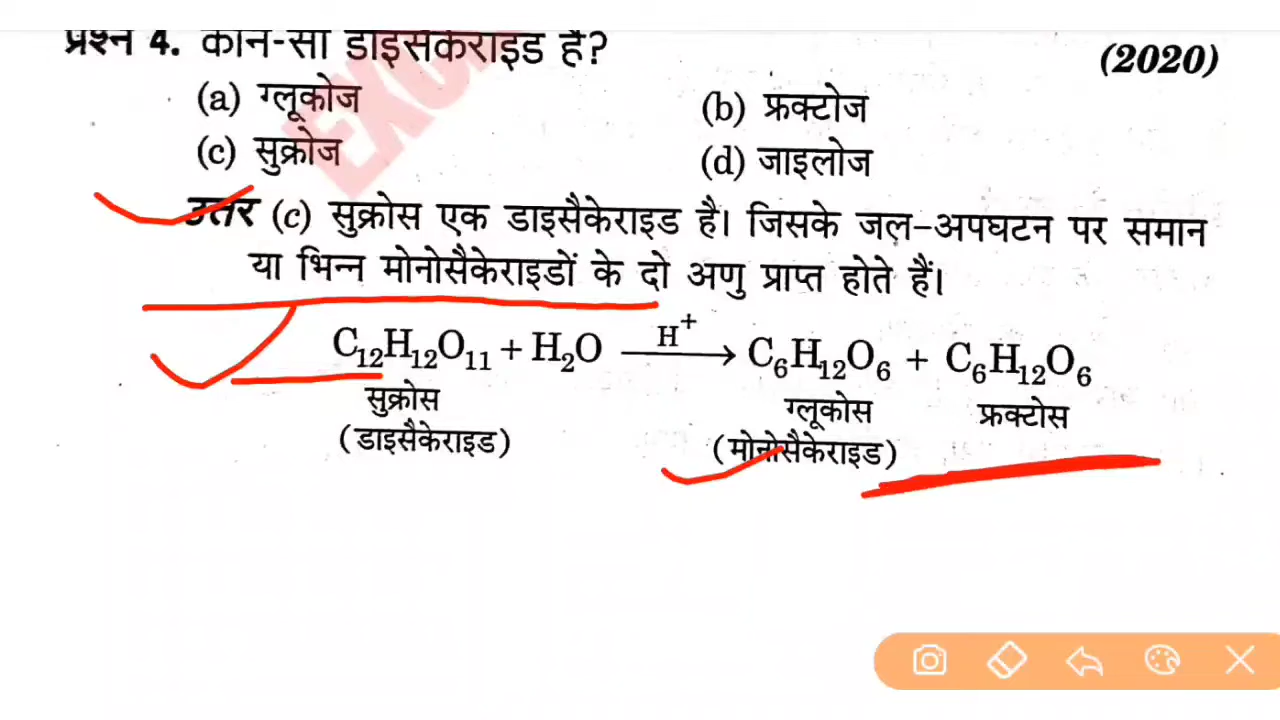 प्रश्न 4. कौन-सा डाइसैकेराइड है? (2020)
(a) ग्लूकोज (b) फ्रक्टोज
(c) सुक्रोज (d) जाइलोज
उत्तर (c) सुक्रोस एक डाइसैकेराइड है। जिसके जल-अपघटन पर समान
या भिन्न मोनोसैकेराइडों के दो अणु प्राप्त होते हैं।
C₁₂H₁₂O₁₁ + H₂O —H⁺→ C₆H₁₂O₆ + C₆H₁₂O₆
सुक्रोस ग्लूकोस फ्रक्टोस
(डाइसैकेराइड) (मोनोसैकेराइड)